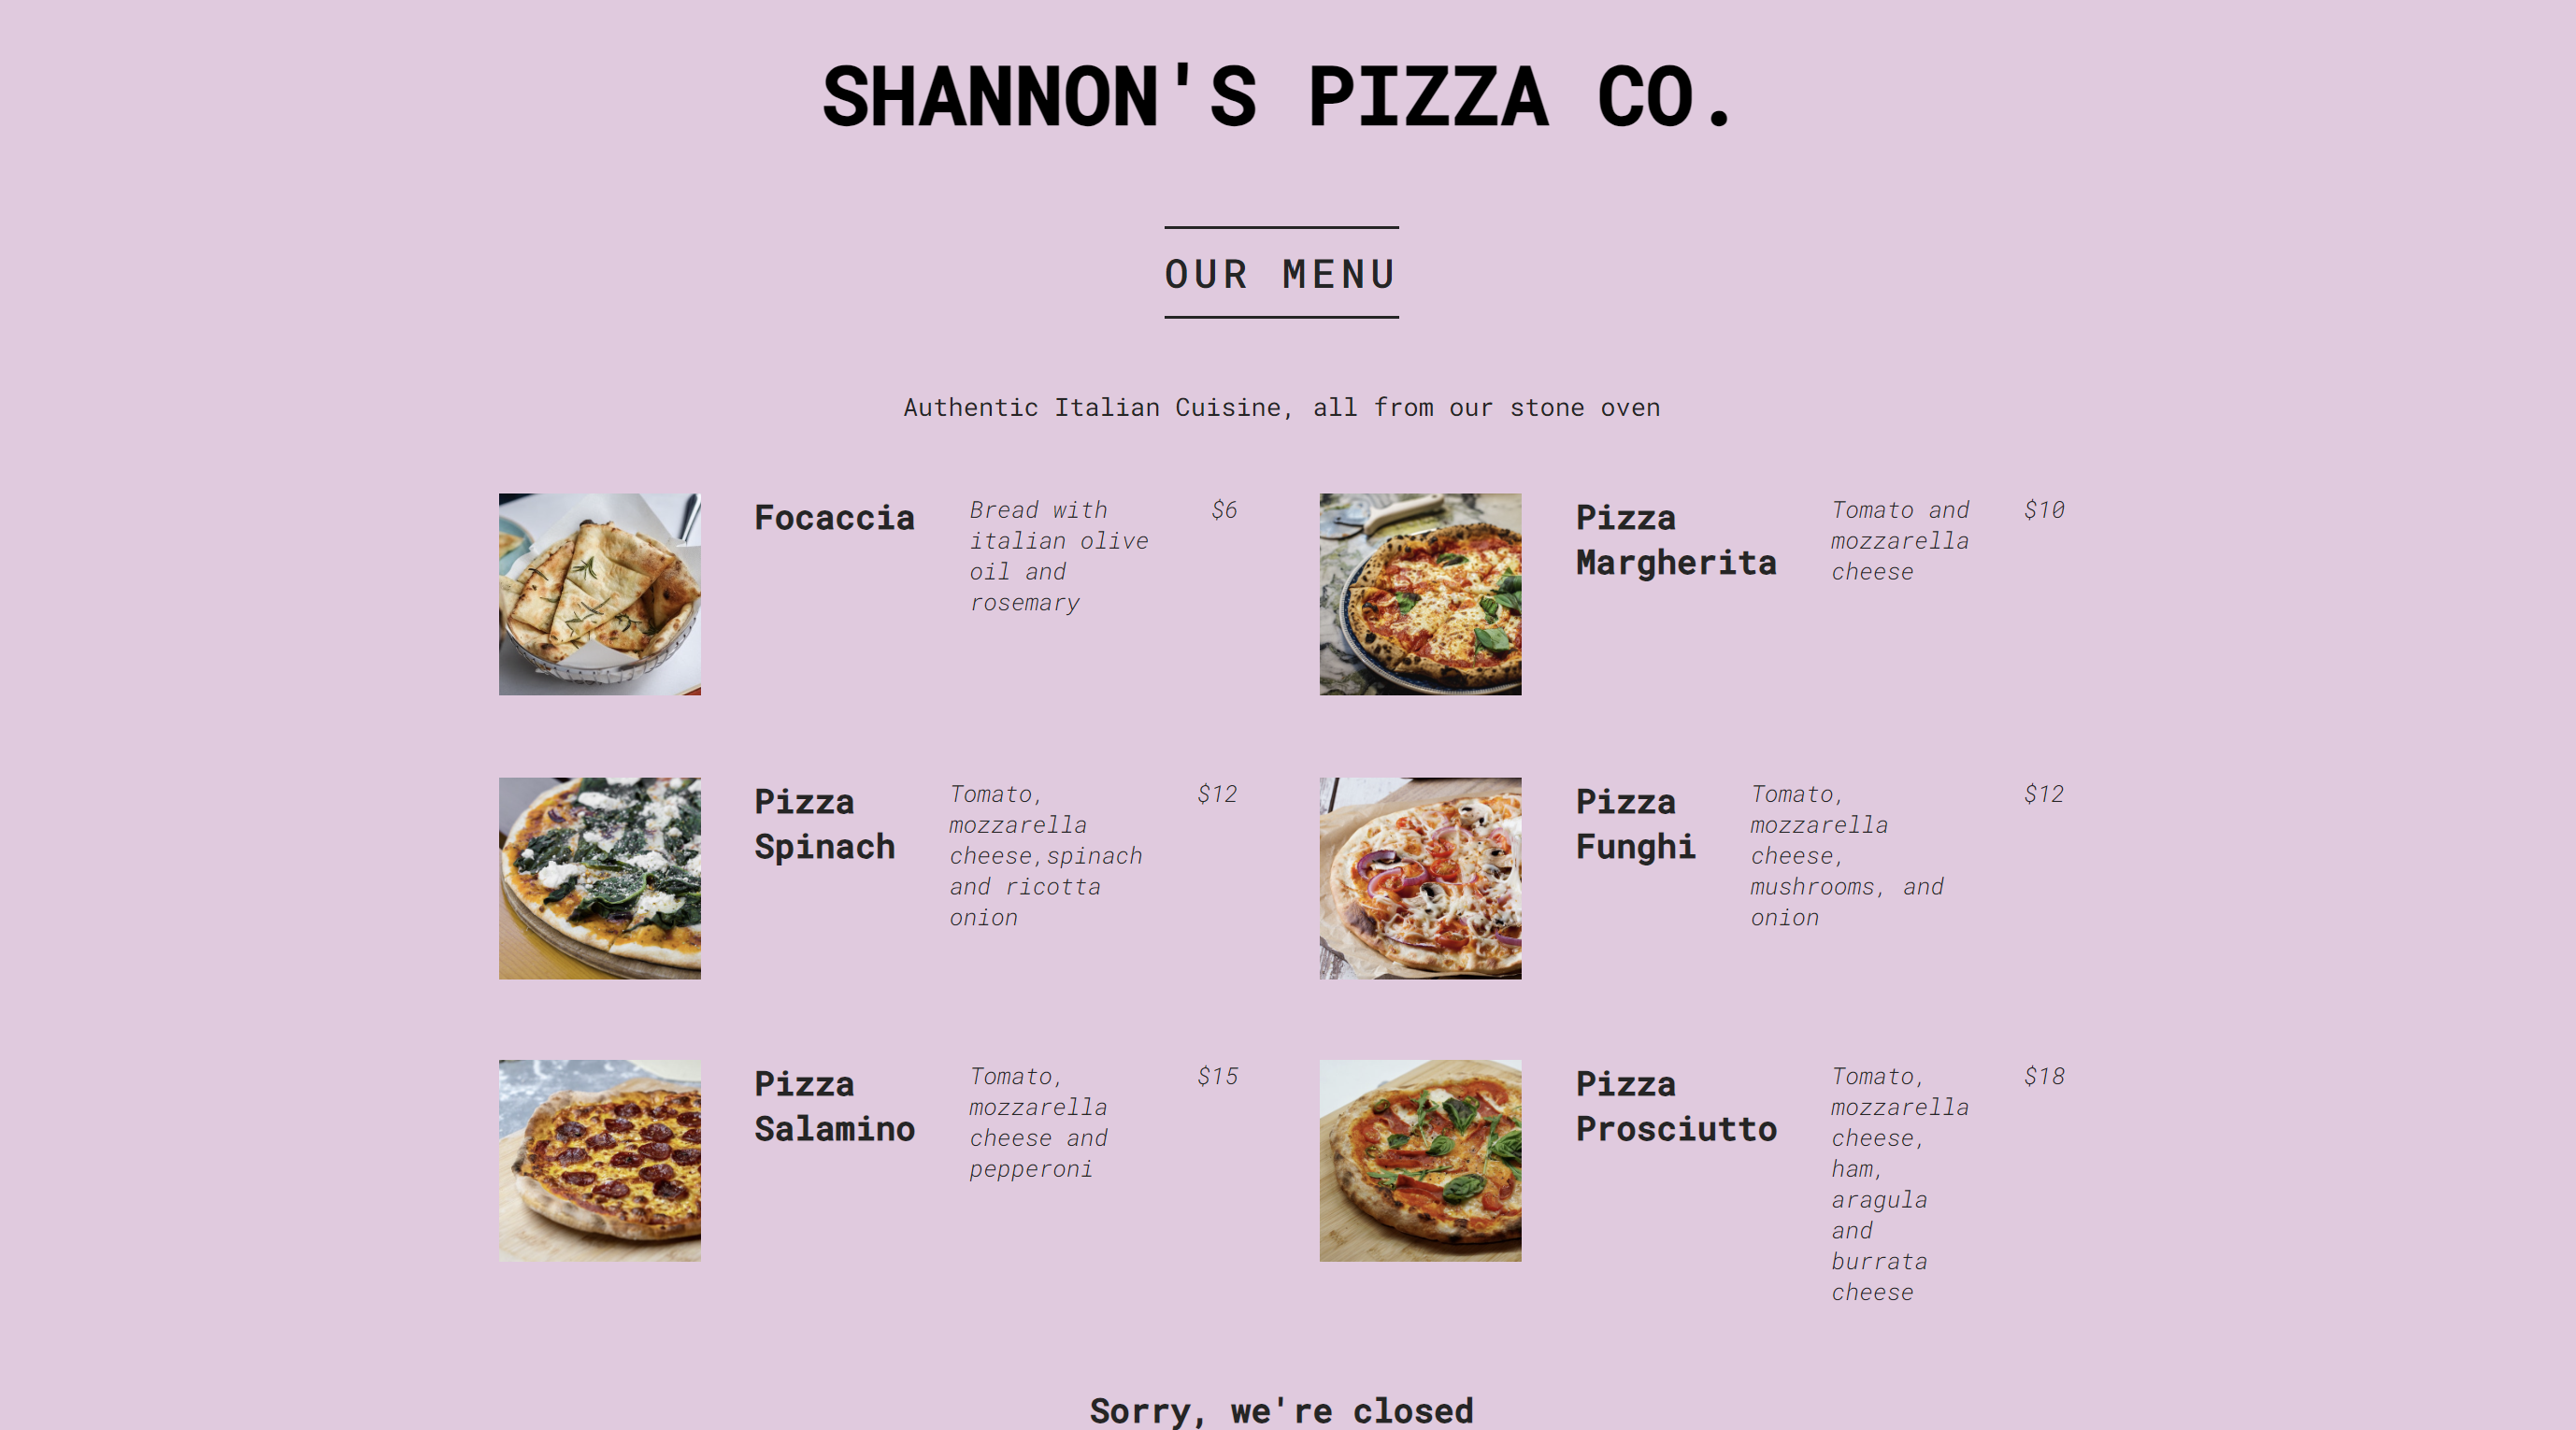 SHANNON'S PIZZA CO.
OUR MENU
Authentic Italian Cuisine, all from our stone oven
Focaccia
Bread with
italian olive
oil and
rosemary
$6
Pizza
Margherita
Tomato and
mozzarella
cheese
$10
Pizza
Spinach
Tomato,
mozzarella
cheese,spinach
and ricotta
onion
$12
Pizza
Funghi
Tomato,
mozzarella
cheese,
mushrooms, and
onion
$12
Pizza
Salamino
Tomato,
mozzarella
cheese and
pepperoni
$15
Pizza
Prosciutto
Tomato,
mozzarella
cheese,
ham,
aragula
and
burrata
cheese
$18
Sorry, we're closed